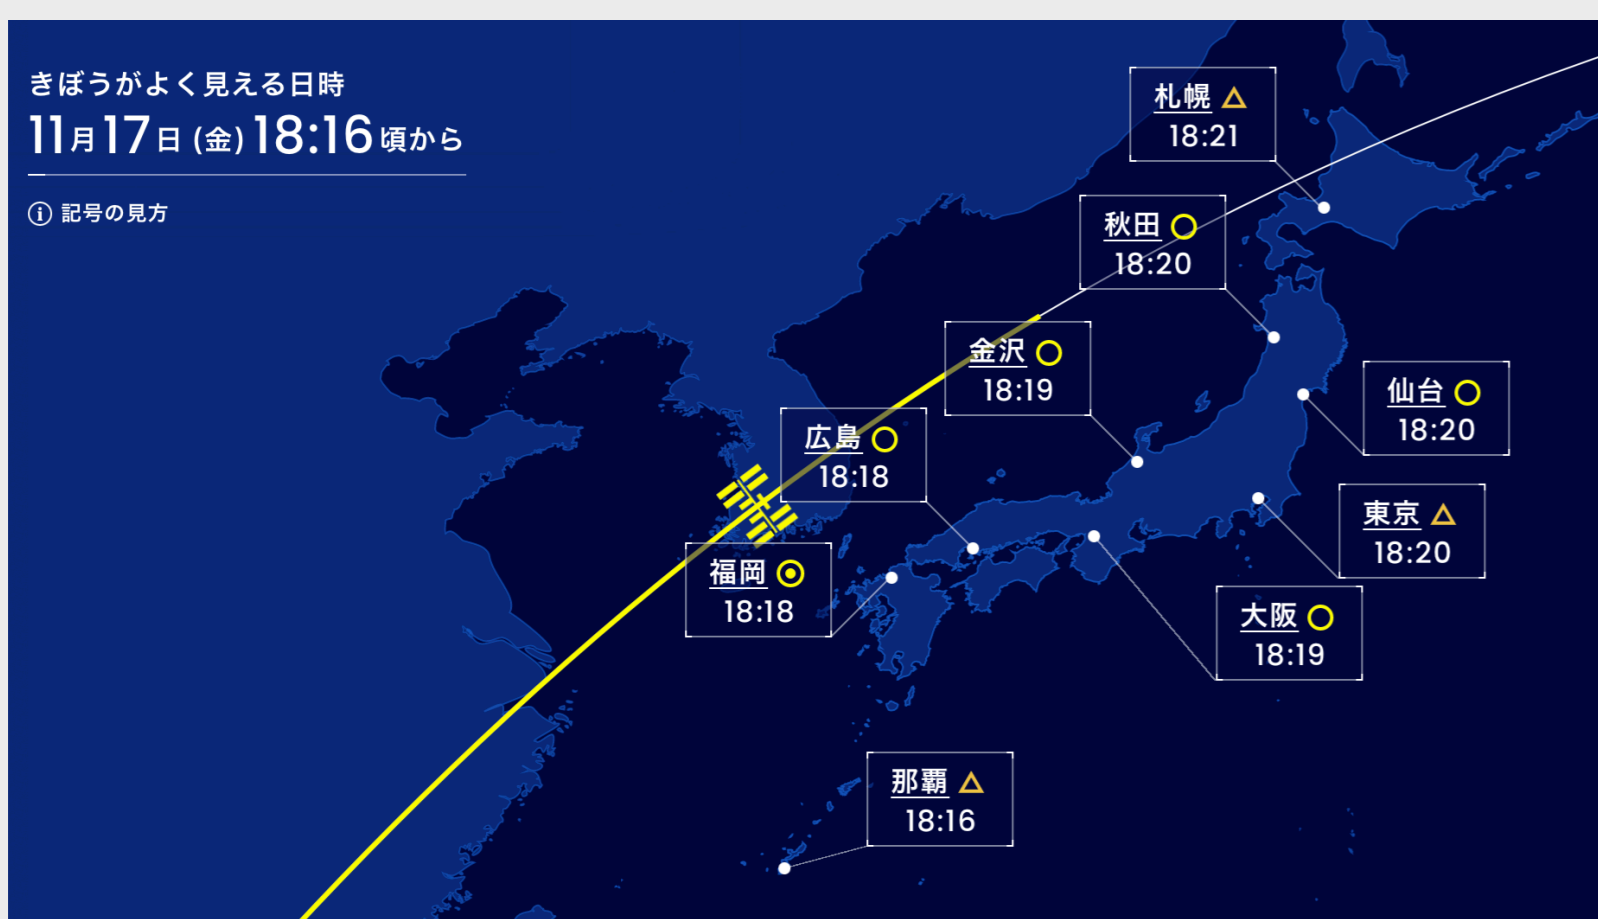 きぼうがよく見える日時
11月17日 (金) 18:16頃から
ⓘ 記号の見方
札幌 △
18:21
秋田 ○
18:20
金沢 ○
18:19
仙台 ○
18:20
広島 ○
18:18
東京 △
18:20
福岡 ◉
18:18
大阪 ○
18:19
那覇 △
18:16